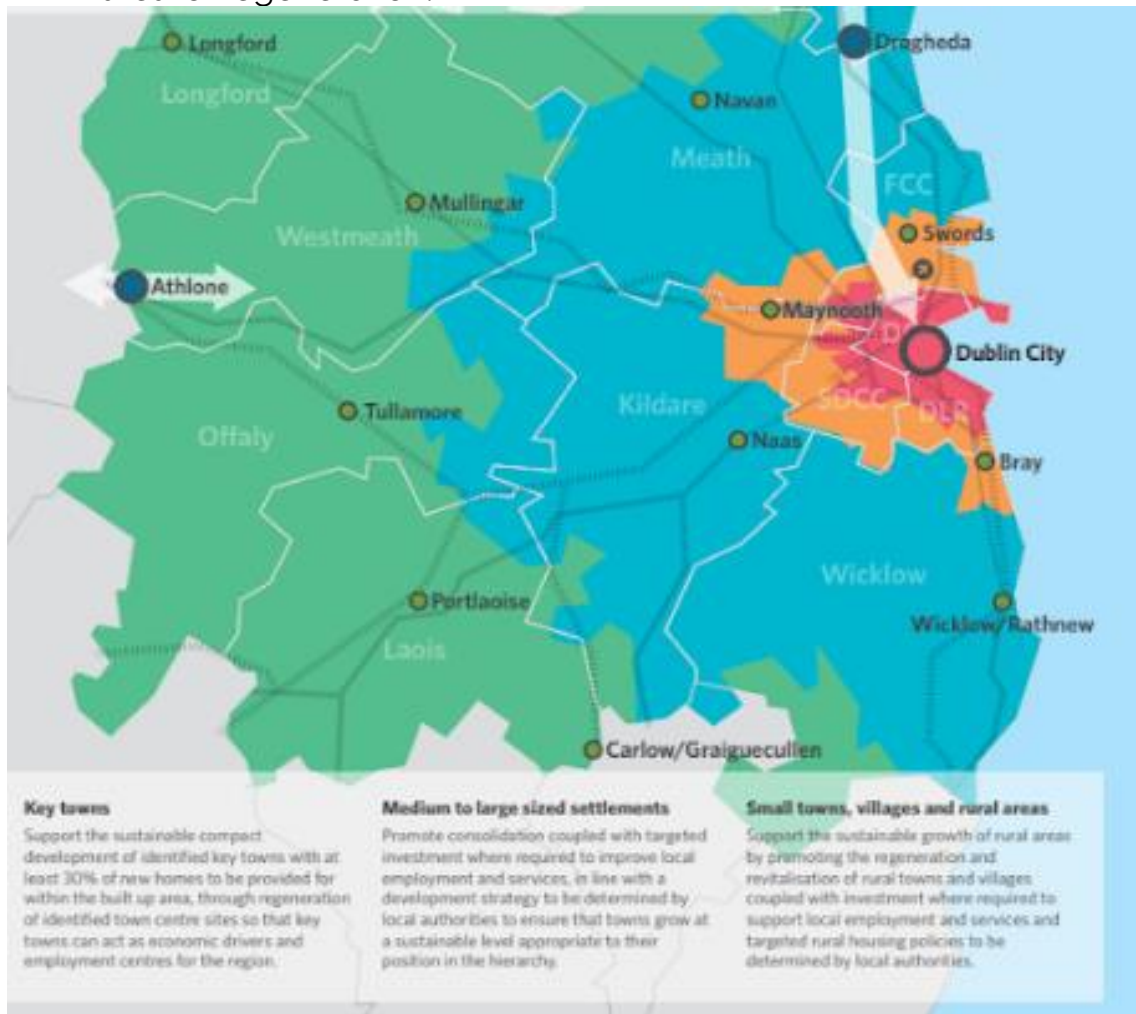 Longford
Drogheda
Longford
Navan
Meath
FCC
Mullingar
Swords
Westmeath
Athlone
Maynooth
D
Dublin City
Kildare
SDCC
DLR
Tullamore
Offaly
Naas
Bray
Wicklow
Portlaoise
Wicklow/Rathnew
Laois
Carlow/Graiguecullen
Key towns
Support the sustainable compact
development of identified key towns with at
least 30% of new homes to be provided for
within the built up area, through regeneration
of identified town centre sites so that key
towns can act as economic drivers and
employment centres for the region.
Medium to large sized settlements
Promote consolidation coupled with targeted
investment where required to improve local
employment and services, in line with a
development strategy to be determined by
local authorities to ensure that towns grow at
a sustainable level appropriate to their
position in the hierarchy.
Small towns, villages and rural areas
Support the sustainable growth of rural areas
by promoting the regeneration and
revitalisation of rural towns and villages
coupled with investment where required to
support local employment and services and
targeted rural housing policies to be
determined by local authorities.